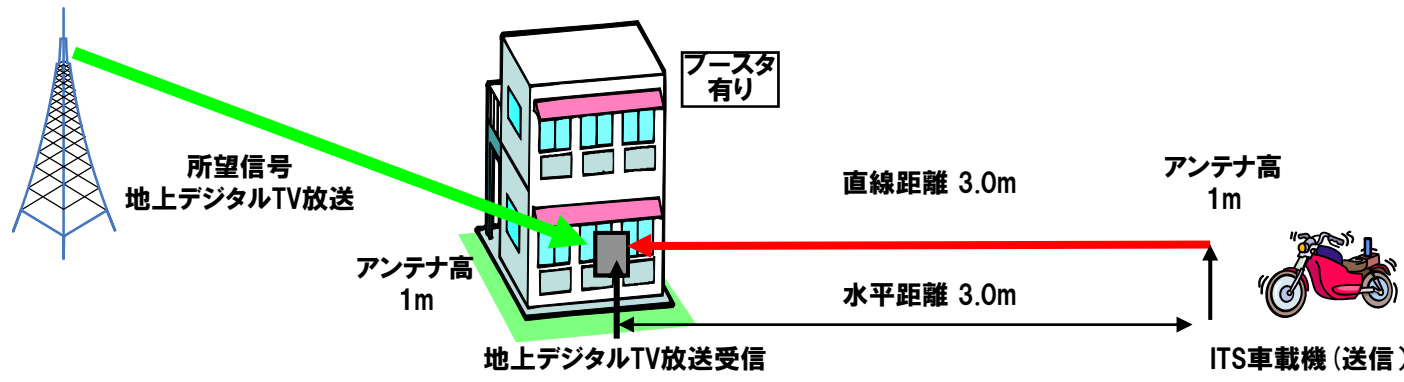 ブースタ
有り
所望信号
地上デジタルTV放送
直線距離 3.0m
アンテナ高
1m
アンテナ高
1m
水平距離 3.0m
地上デジタルTV放送受信
ITS車載機(送信)